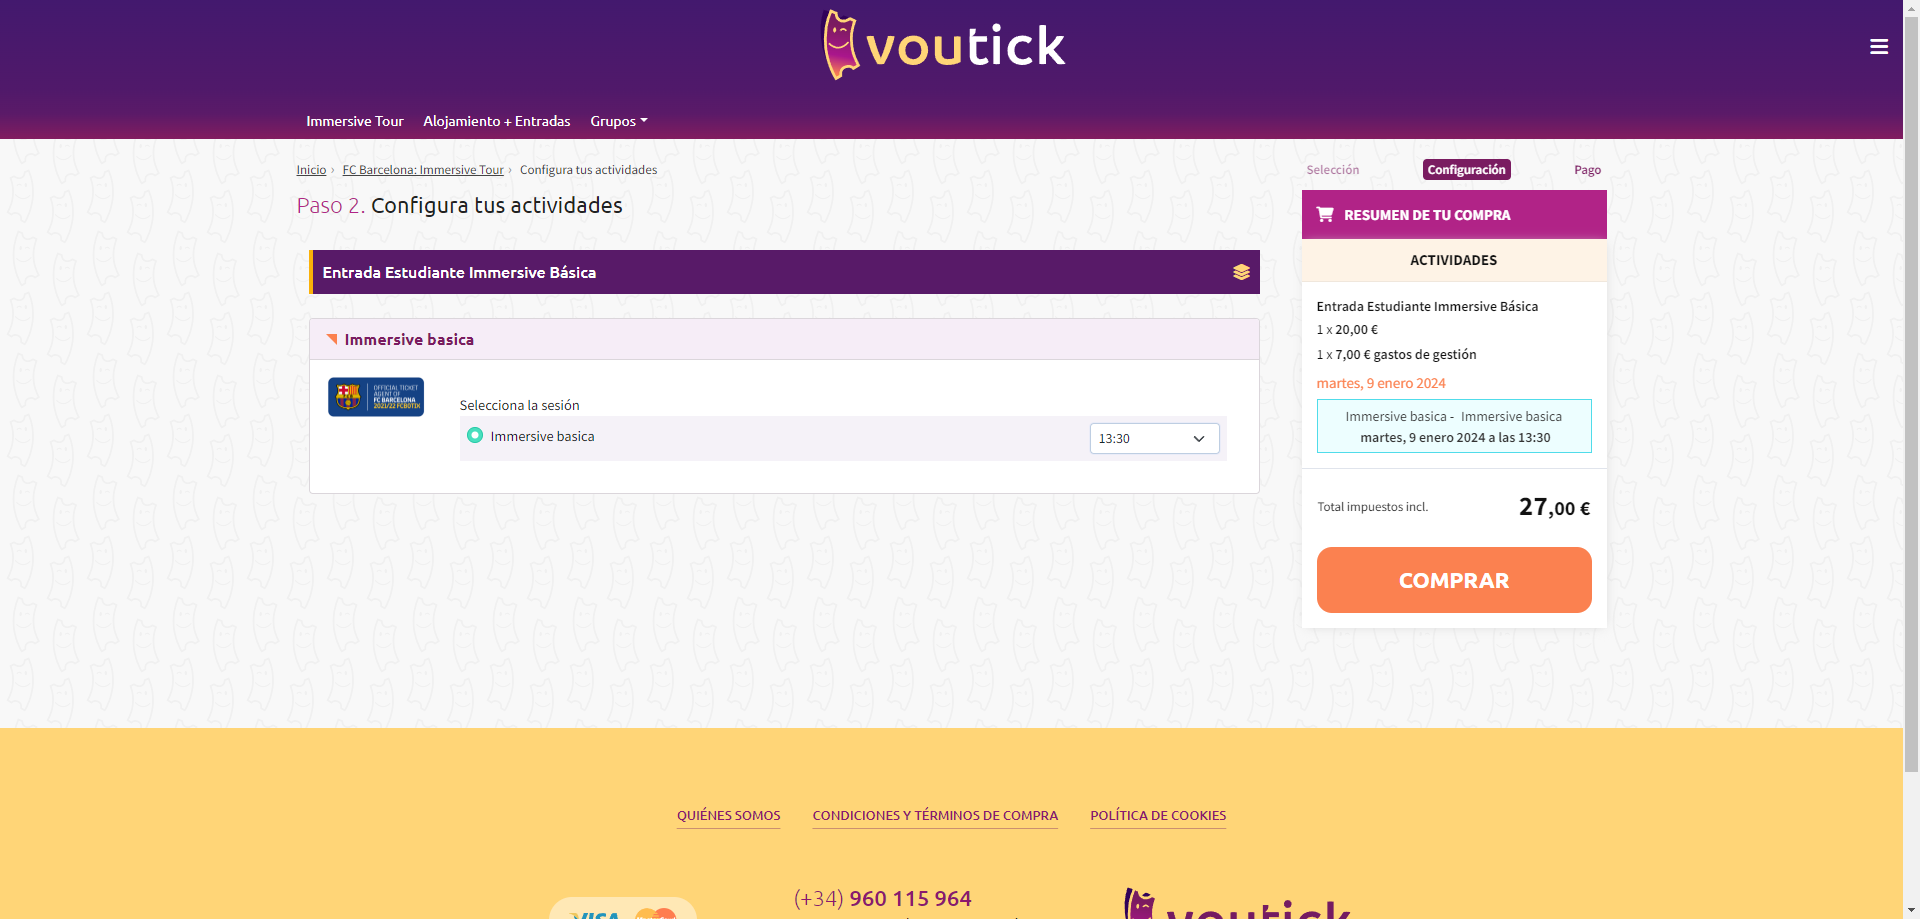 voutick
Immersive Tour
Alojamiento + Entradas
Grupos
Inicio › FC Barcelona: Immersive Tour › Configura tus actividades
Selección
Configuración
Pago
Paso 2. Configura tus actividades
RESUMEN DE TU COMPRA
ACTIVIDADES
Entrada Estudiante Immersive Básica
Immersive basica
OFFICIAL TICKET
AGENT OF
FC BARCELONA
2021/22 FCBOTIX
Selecciona la sesión
Immersive basica
13:30
Entrada Estudiante Immersive Básica
1 x 20,00 €
1 x 7,00 € gastos de gestión
martes, 9 enero 2024
Immersive basica - Immersive basica
martes, 9 enero 2024 a las 13:30
Total impuestos incl.
27,00 €
COMPRAR
QUIÉNES SOMOS
CONDICIONES Y TÉRMINOS DE COMPRA
POLÍTICA DE COOKIES
(+34) 960 115 964
VISA
voutick